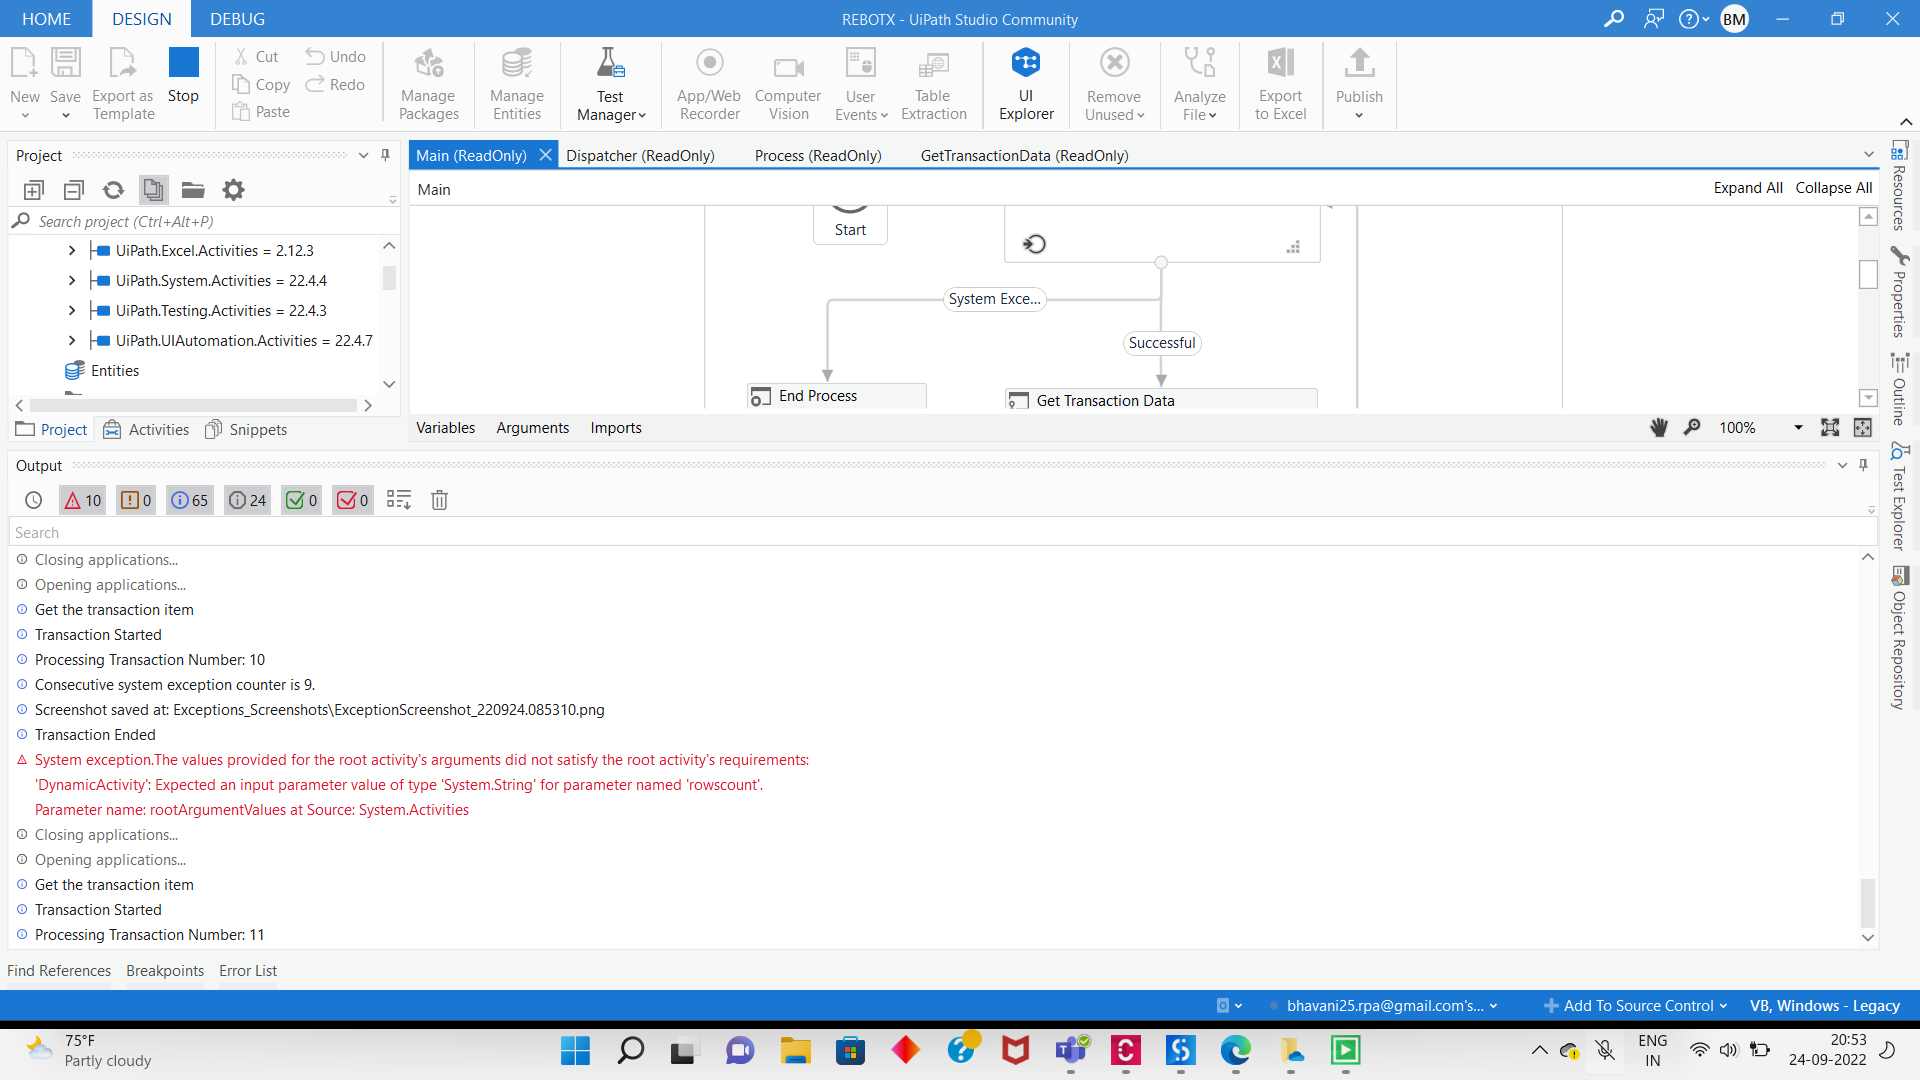 HOME
DESIGN
DEBUG
REBOTX - UiPath Studio Community
BM
New
Save
Export as
Template
Stop
Cut
Copy
Paste
Undo
Redo
Manage
Packages
Manage
Entities
Test
Manager
App/Web
Recorder
Computer
Vision
User
Events
Table
Extraction
UI
Explorer
Remove
Unused
Analyze
File
Export
to Excel
Publish
Project
Search project (Ctrl+Alt+P)
UiPath.Excel.Activities = 2.12.3
UiPath.System.Activities = 22.4.4
UiPath.Testing.Activities = 22.4.3
UiPath.UIAutomation.Activities = 22.4.7
Entities
Project
Activities
Snippets
Main (ReadOnly)
Dispatcher (ReadOnly)
Process (ReadOnly)
GetTransactionData (ReadOnly)
Main
Expand All
Collapse All
Start
System Exce...
Successful
End Process
Get Transaction Data
Variables
Arguments
Imports
100%
Resources
Properties
Outline
Test Explorer
Object Repository
Output
10
0
65
24
0
0
Search
Closing applications...
Opening applications...
Get the transaction item
Transaction Started
Processing Transaction Number: 10
Consecutive system exception counter is 9.
Screenshot saved at: Exceptions_Screenshots\ExceptionScreenshot_220924.085310.png
Transaction Ended
System exception.The values provided for the root activity's arguments did not satisfy the root activity's requirements:
'DynamicActivity': Expected an input parameter value of type 'System.String' for parameter named 'rowscount'.
Parameter name: rootArgumentValues at Source: System.Activities
Closing applications...
Opening applications...
Get the transaction item
Transaction Started
Processing Transaction Number: 11
Find References
Breakpoints
Error List
bhavani25.rpa@gmail.com's...
Add To Source Control
VB, Windows - Legacy
75°F
Partly cloudy
ENG
IN
20:53
24-09-2022